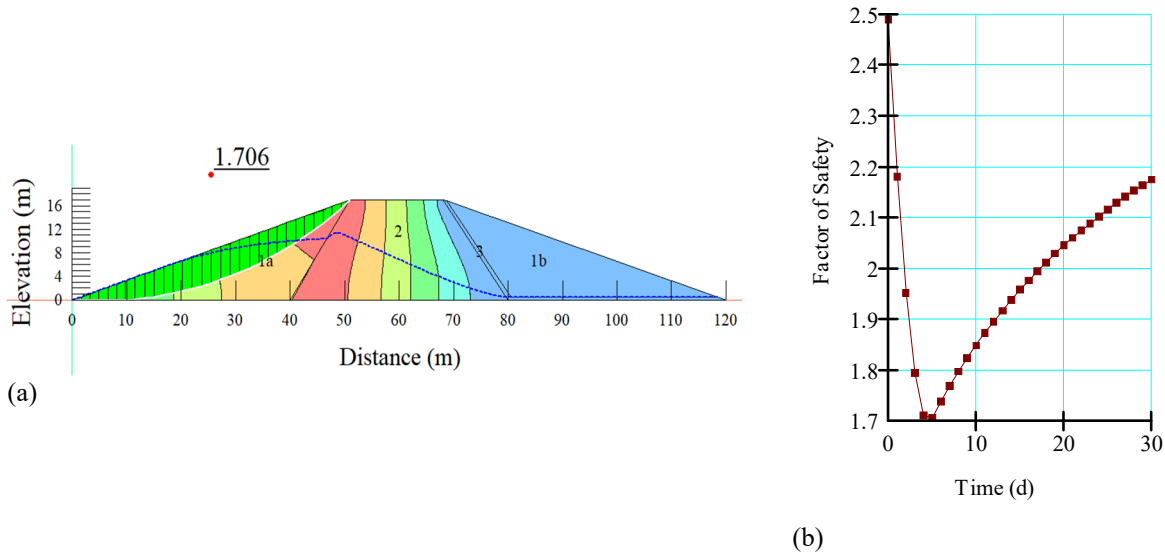 1.706
Elevation (m)
16
12
8
4
0
1a
2
3
1b
0 10 20 30 40 50 60 70 80 90 100 110 120
Distance (m)
(a)
Factor of Safety
2.5
2.4
2.3
2.2
2.1
2
1.9
1.8
1.7
0 10 20 30
Time (d)
(b)